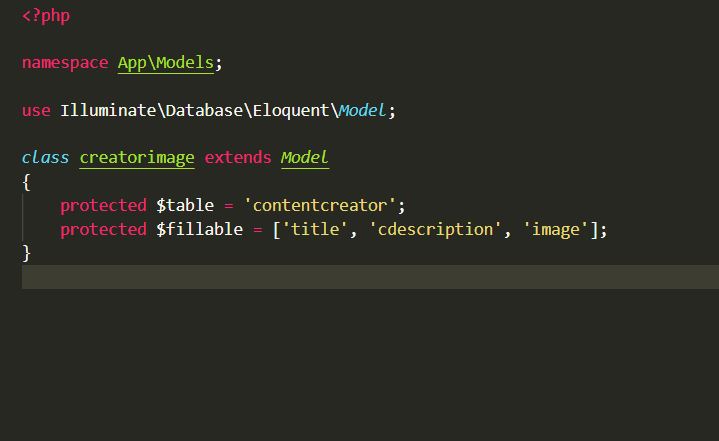 <?php
namespace App\Models;
use Illuminate\Database\Eloquent\Model;
class creatorimage extends Model
{
    protected $table = 'contentcreator';
    protected $fillable = ['title', 'cdescription', 'image'];
}